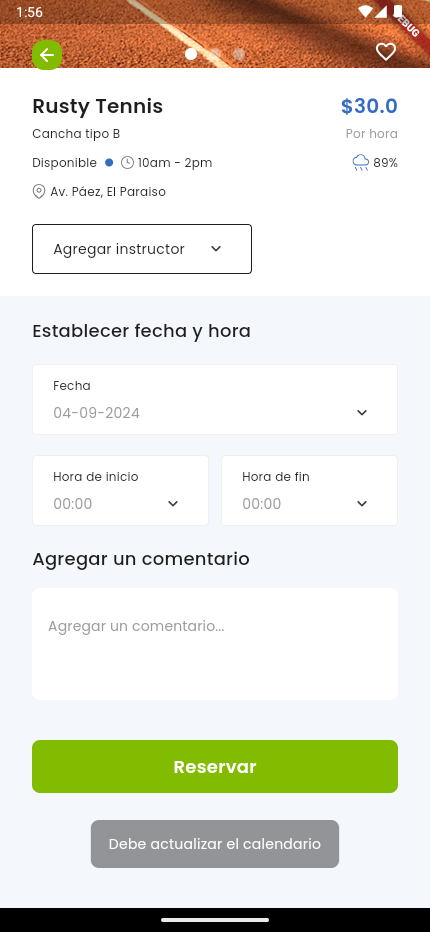 1:56
DEBUG
Rusty Tennis
$30.0
Cancha tipo B
Por hora
Disponible
10am - 2pm
89%
Av. Páez, El Paraiso
Agregar instructor
Establecer fecha y hora
Fecha
04-09-2024
Hora de inicio
Hora de fin
00:00
00:00
Agregar un comentario
Agregar un comentario...
Reservar
Debe actualizar el calendario